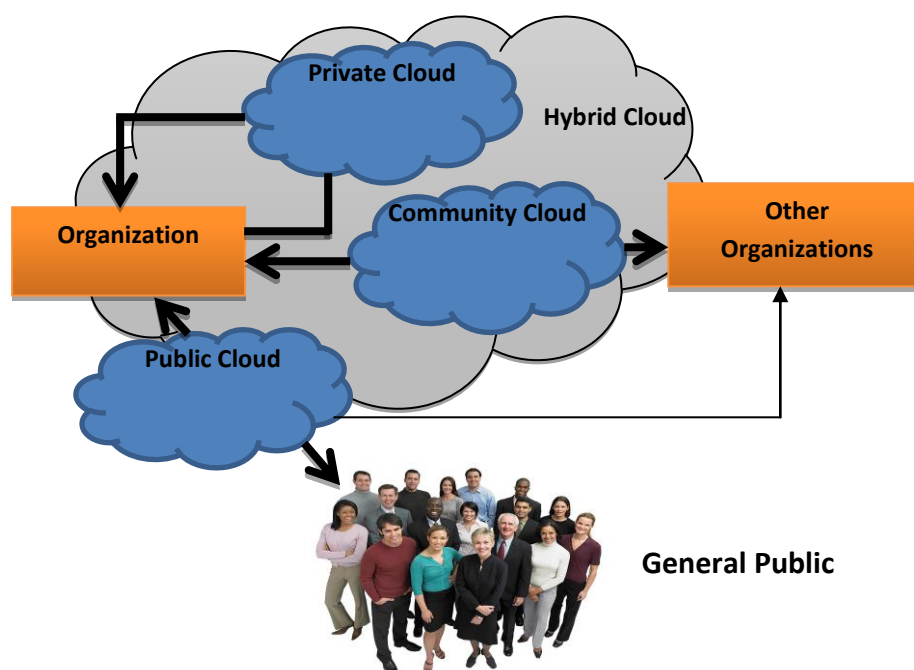 Private Cloud
Hybrid Cloud
Community Cloud
Other
Organizations
Organization
Public Cloud
General Public